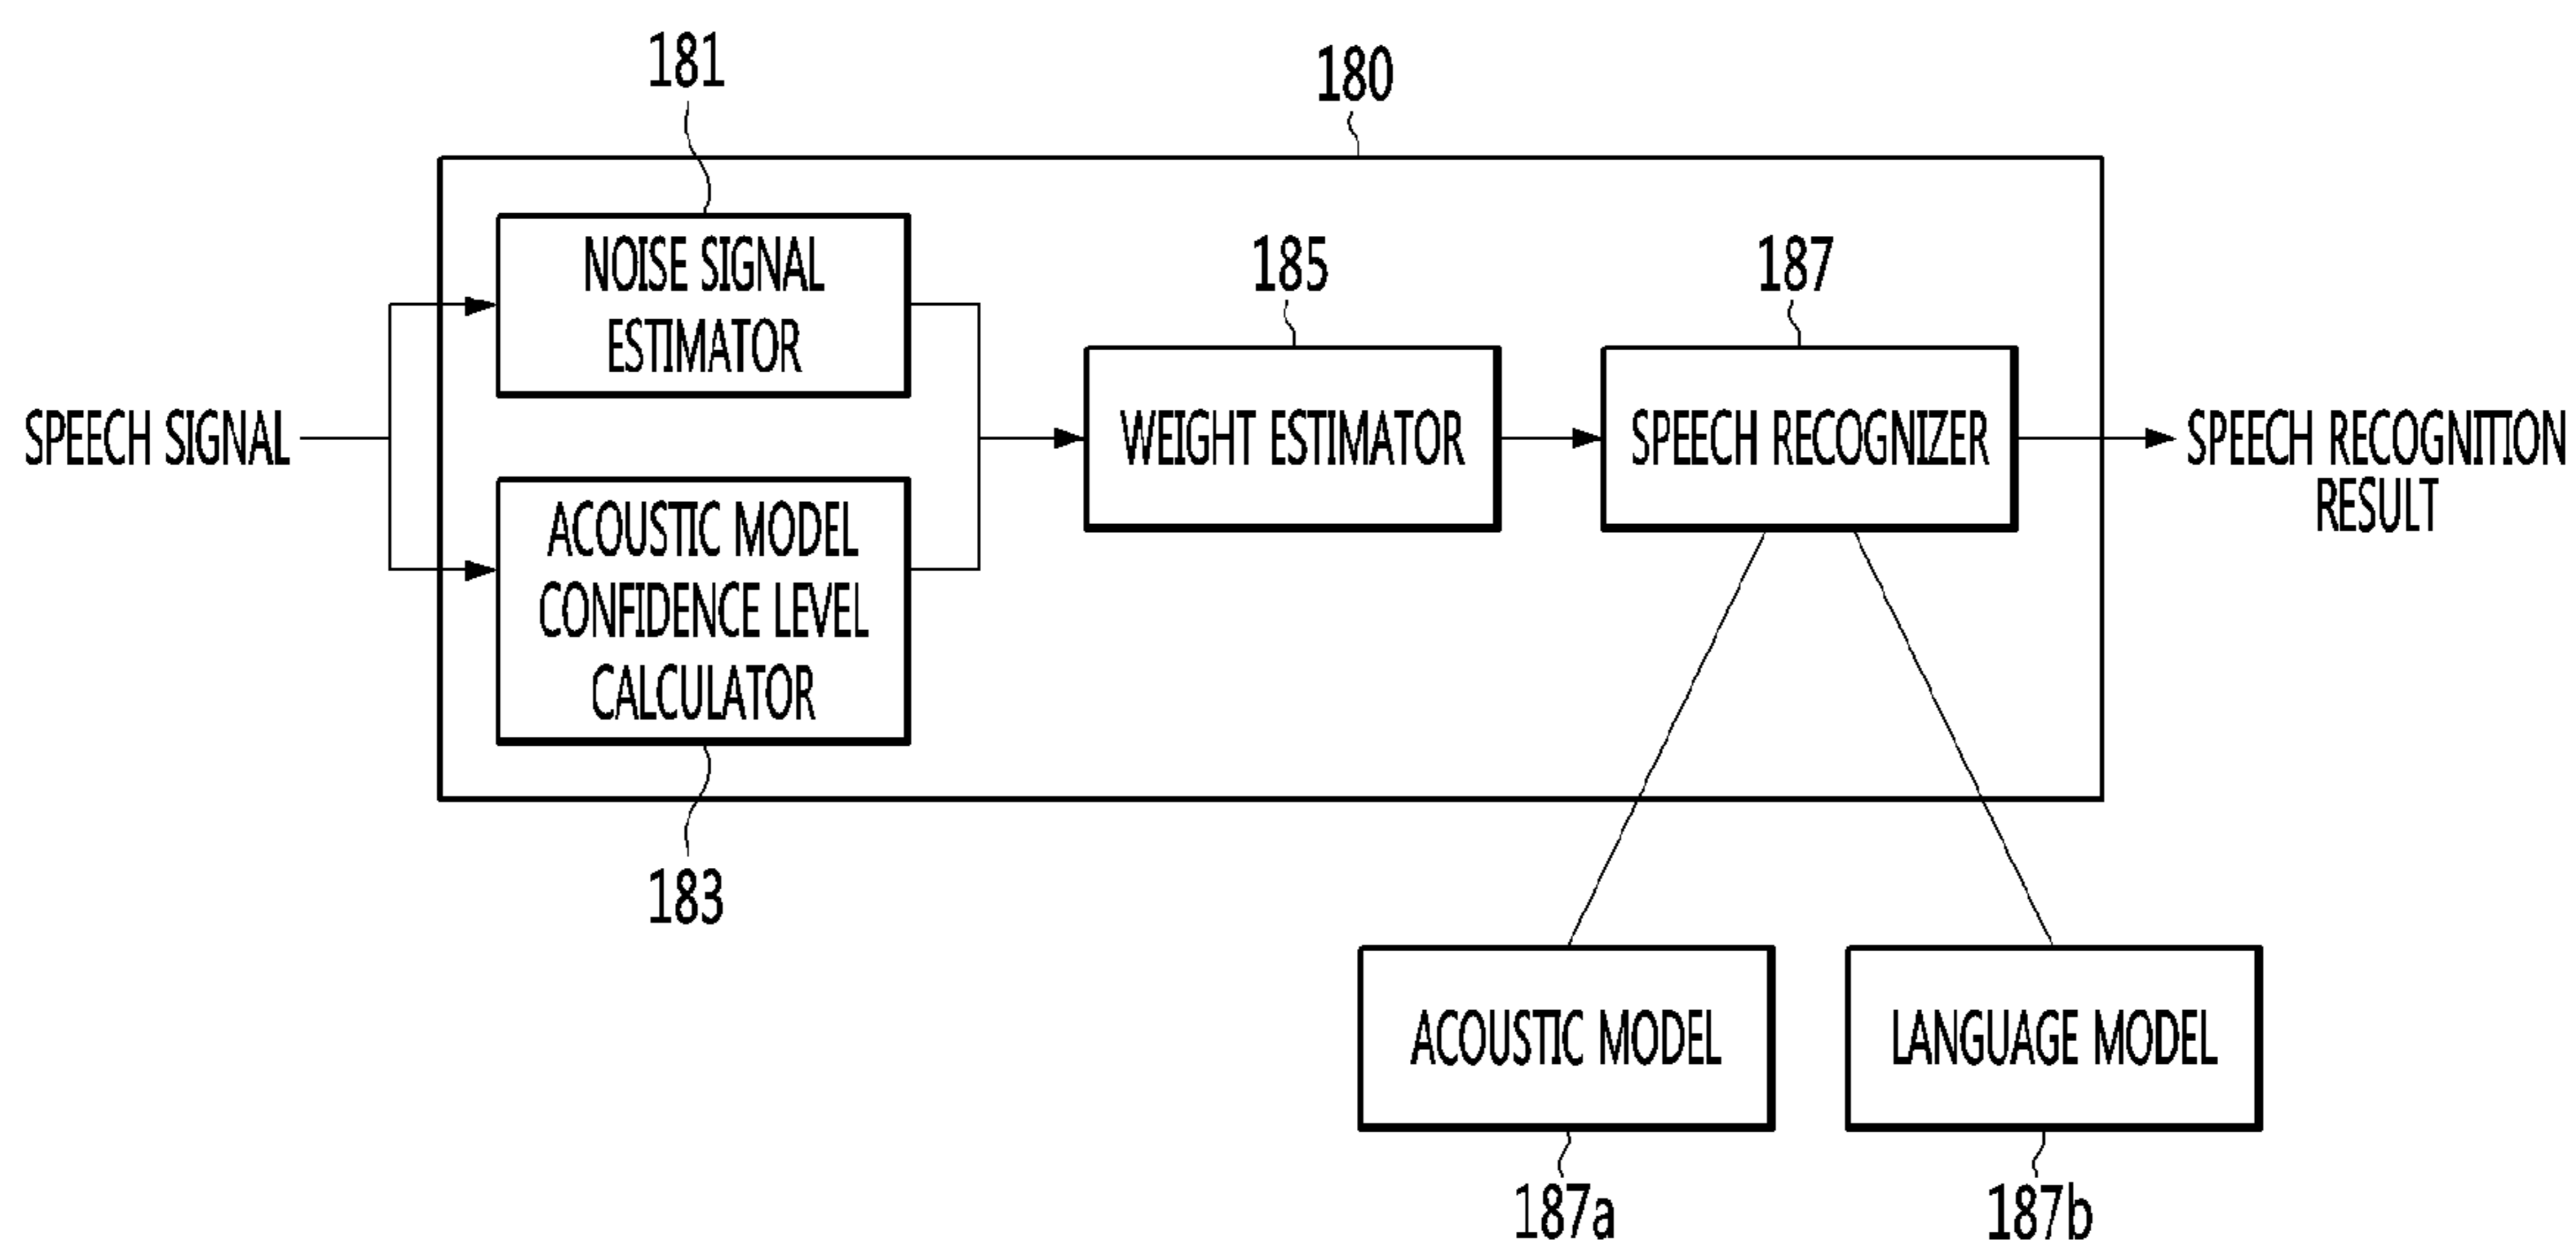 181
180
NOISE SIGNAL
ESTIMATOR
185
187
SPEECH SIGNAL
WEIGHT ESTIMATOR
SPEECH RECOGNIZER
SPEECH RECOGNITION
RESULT
ACOUSTIC MODEL
CONFIDENCE LEVEL
CALCULATOR
183
ACOUSTIC MODEL
LANGUAGE MODEL
187a
187b